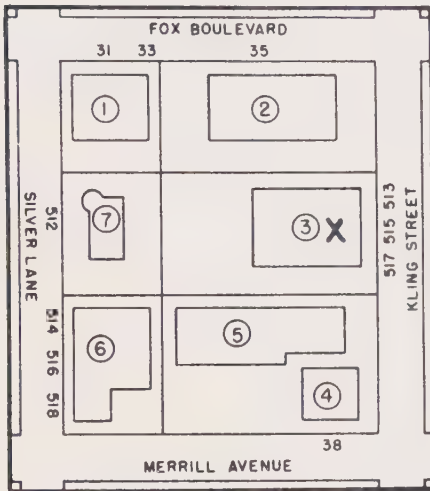 FOX BOULEVARD
31 33 35
1
2
SILVER LANE
512
7
3 X
517 515 513
KLING STREET
514 516 518
6
5
4
38
MERRILL AVENUE